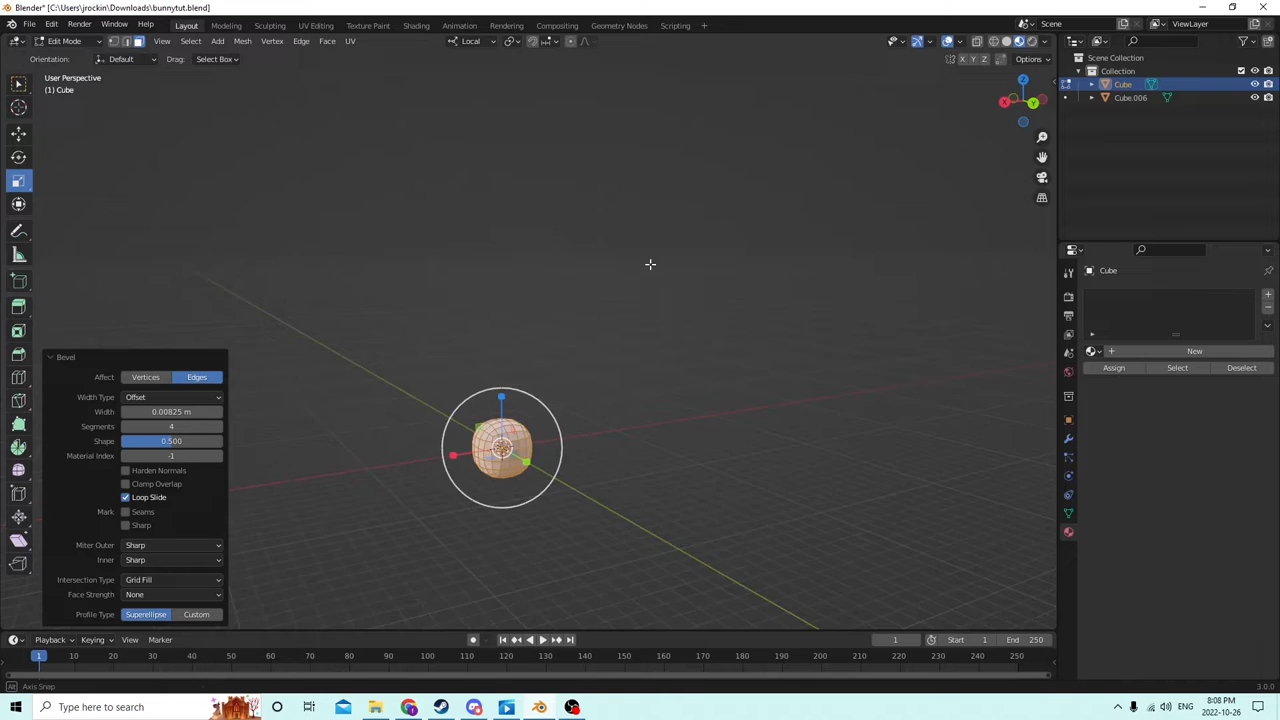 Blender* [C:\Users\jrockin\Downloads\bunnytut.blend]
File Edit Render Window Help Layout Modeling Sculpting UV Editing Texture Paint Shading Animation Rendering Compositing Geometry Nodes Scripting Scene ViewLayer
Edit Mode View Select Add Mesh Vertex Edge Face UV Local
Orientation: Default Drag: Select Box X Y Z Options
User Perspective
(1) Cube
Z
X Y
Scene Collection
Collection
Cube
Cube.006
Cube
New
Assign Select Deselect
Bevel
Affect Vertices Edges
Width Type Offset
Width 0.00825 m
Segments 4
Shape 0.500
Material Index -1
Harden Normals
Clamp Overlap
Loop Slide
Mark: Seams
Sharp
Miter Outer Sharp
Inner Sharp
Intersection Type Grid Fill
Face Strength None
Profile Type Superellipse Custom
Playback Keying View Marker 1 Start 1 End 250
1 10 20 30 40 50 60 70 80 90 100 110 120 130 140 150 160 170 180 190 200 210 220 230 240 250
Alt Axis Snap 3.0.0
Type here to search
8:08 PM
2022-10-26